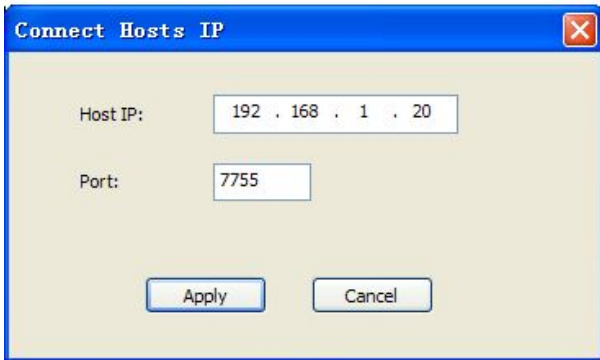 Connect Hosts IP
Host IP: 192 . 168 . 1 . 20
Port: 7755
Apply Cancel